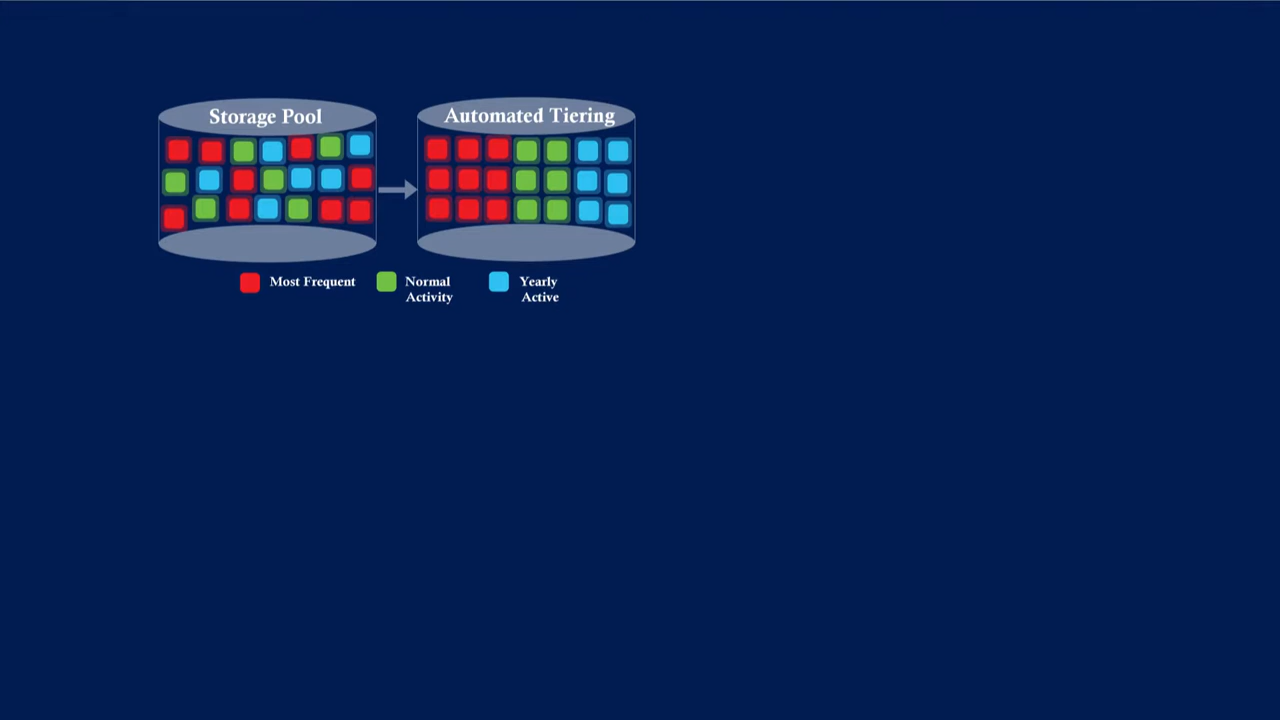 Storage Pool
Automated Tiering
Most Frequent
Normal
Activity
Yearly
Active